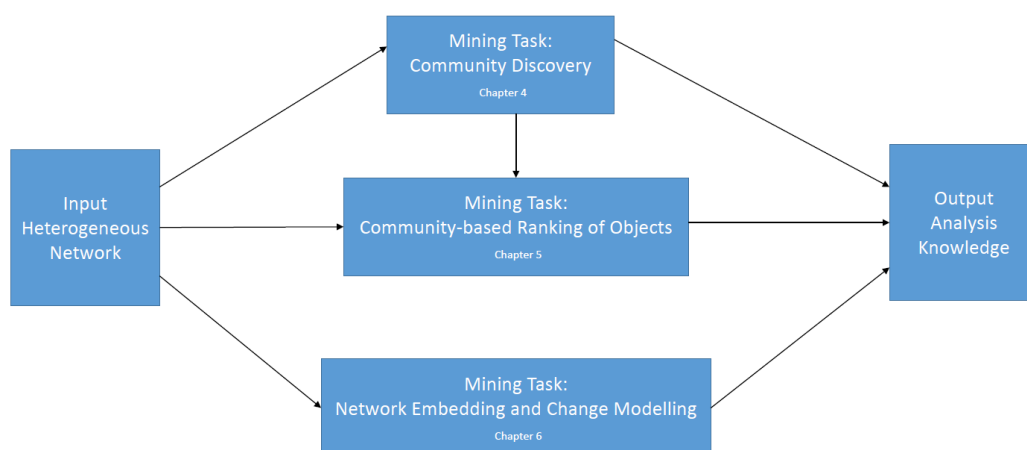 Mining Task:
Community Discovery
Chapter 4
Input
Heterogeneous
Network
Mining Task:
Community-based Ranking of Objects
Chapter 5
Output
Analysis
Knowledge
Mining Task:
Network Embedding and Change Modelling
Chapter 6